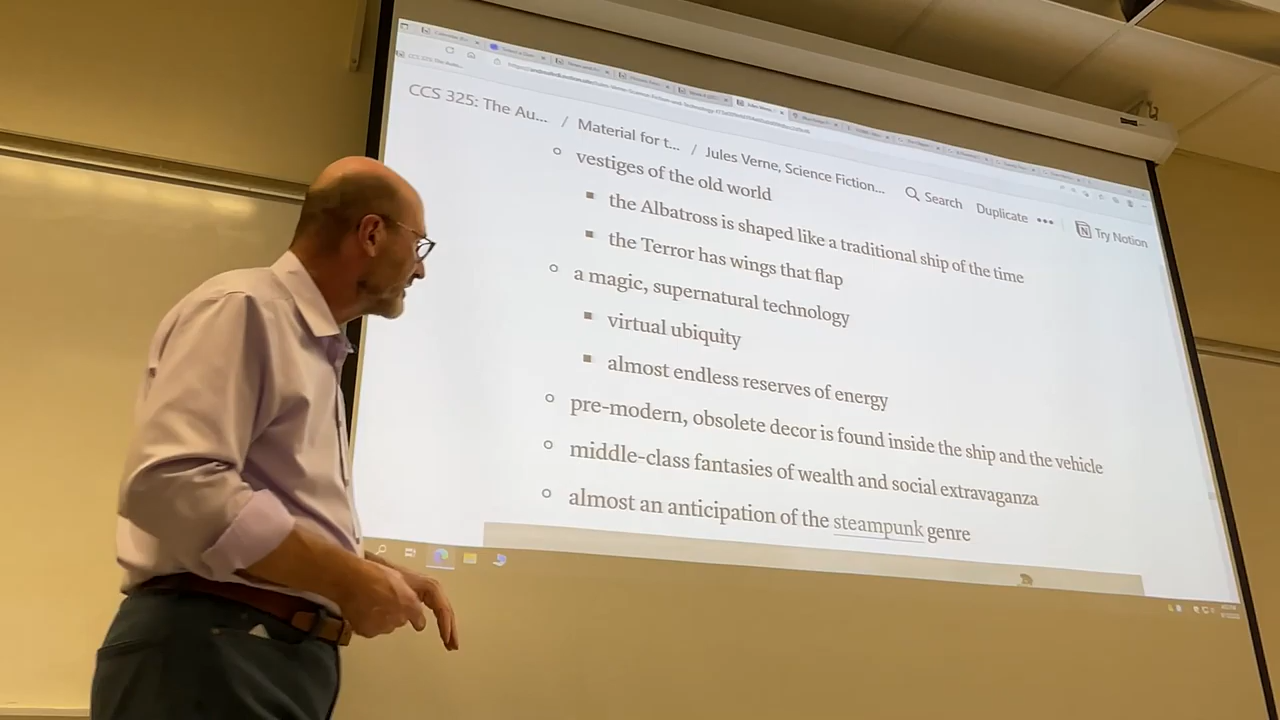 CCS 325: The Au... / Material for t... / Jules Verne, Science Fiction...
Search Duplicate ••• Try Notion
vestiges of the old world
the Albatross is shaped like a traditional ship of the time
the Terror has wings that flap
a magic, supernatural technology
virtual ubiquity
almost endless reserves of energy
pre-modern, obsolete decor is found inside the ship and the vehicle
middle-class fantasies of wealth and social extravaganza
almost an anticipation of the steampunk genre